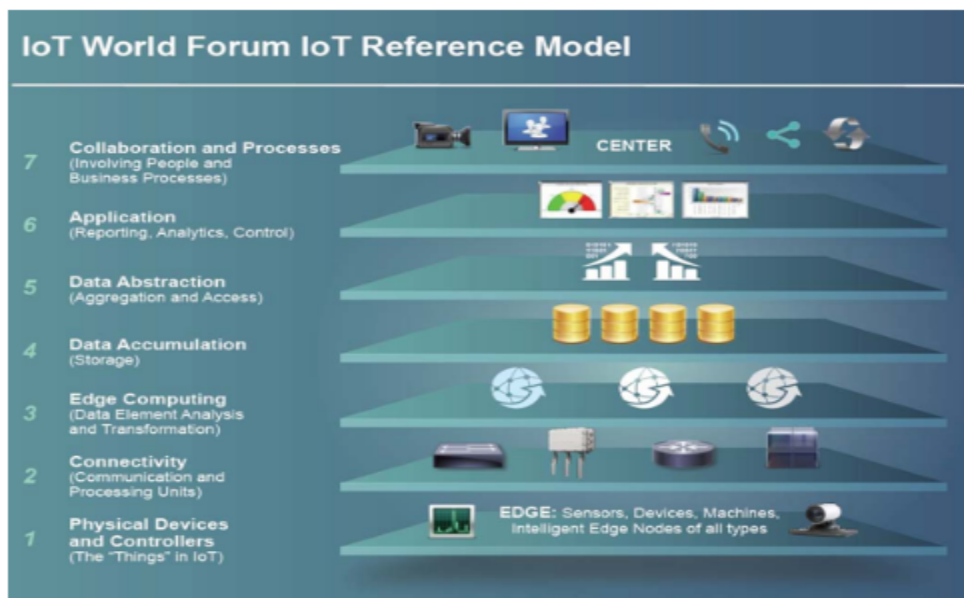 IoT World Forum IoT Reference Model
7
Collaboration and Processes
(Involving People and
Business Processes)
CENTER
6
Application
(Reporting, Analytics, Control)
5
Data Abstraction
(Aggregation and Access)
4
Data Accumulation
(Storage)
3
Edge Computing
(Data Element Analysis
and Transformation)
2
Connectivity
(Communication and
Processing Units)
1
Physical Devices
and Controllers
(The "Things" in IoT)
EDGE: Sensors, Devices, Machines,
Intelligent Edge Nodes of all types